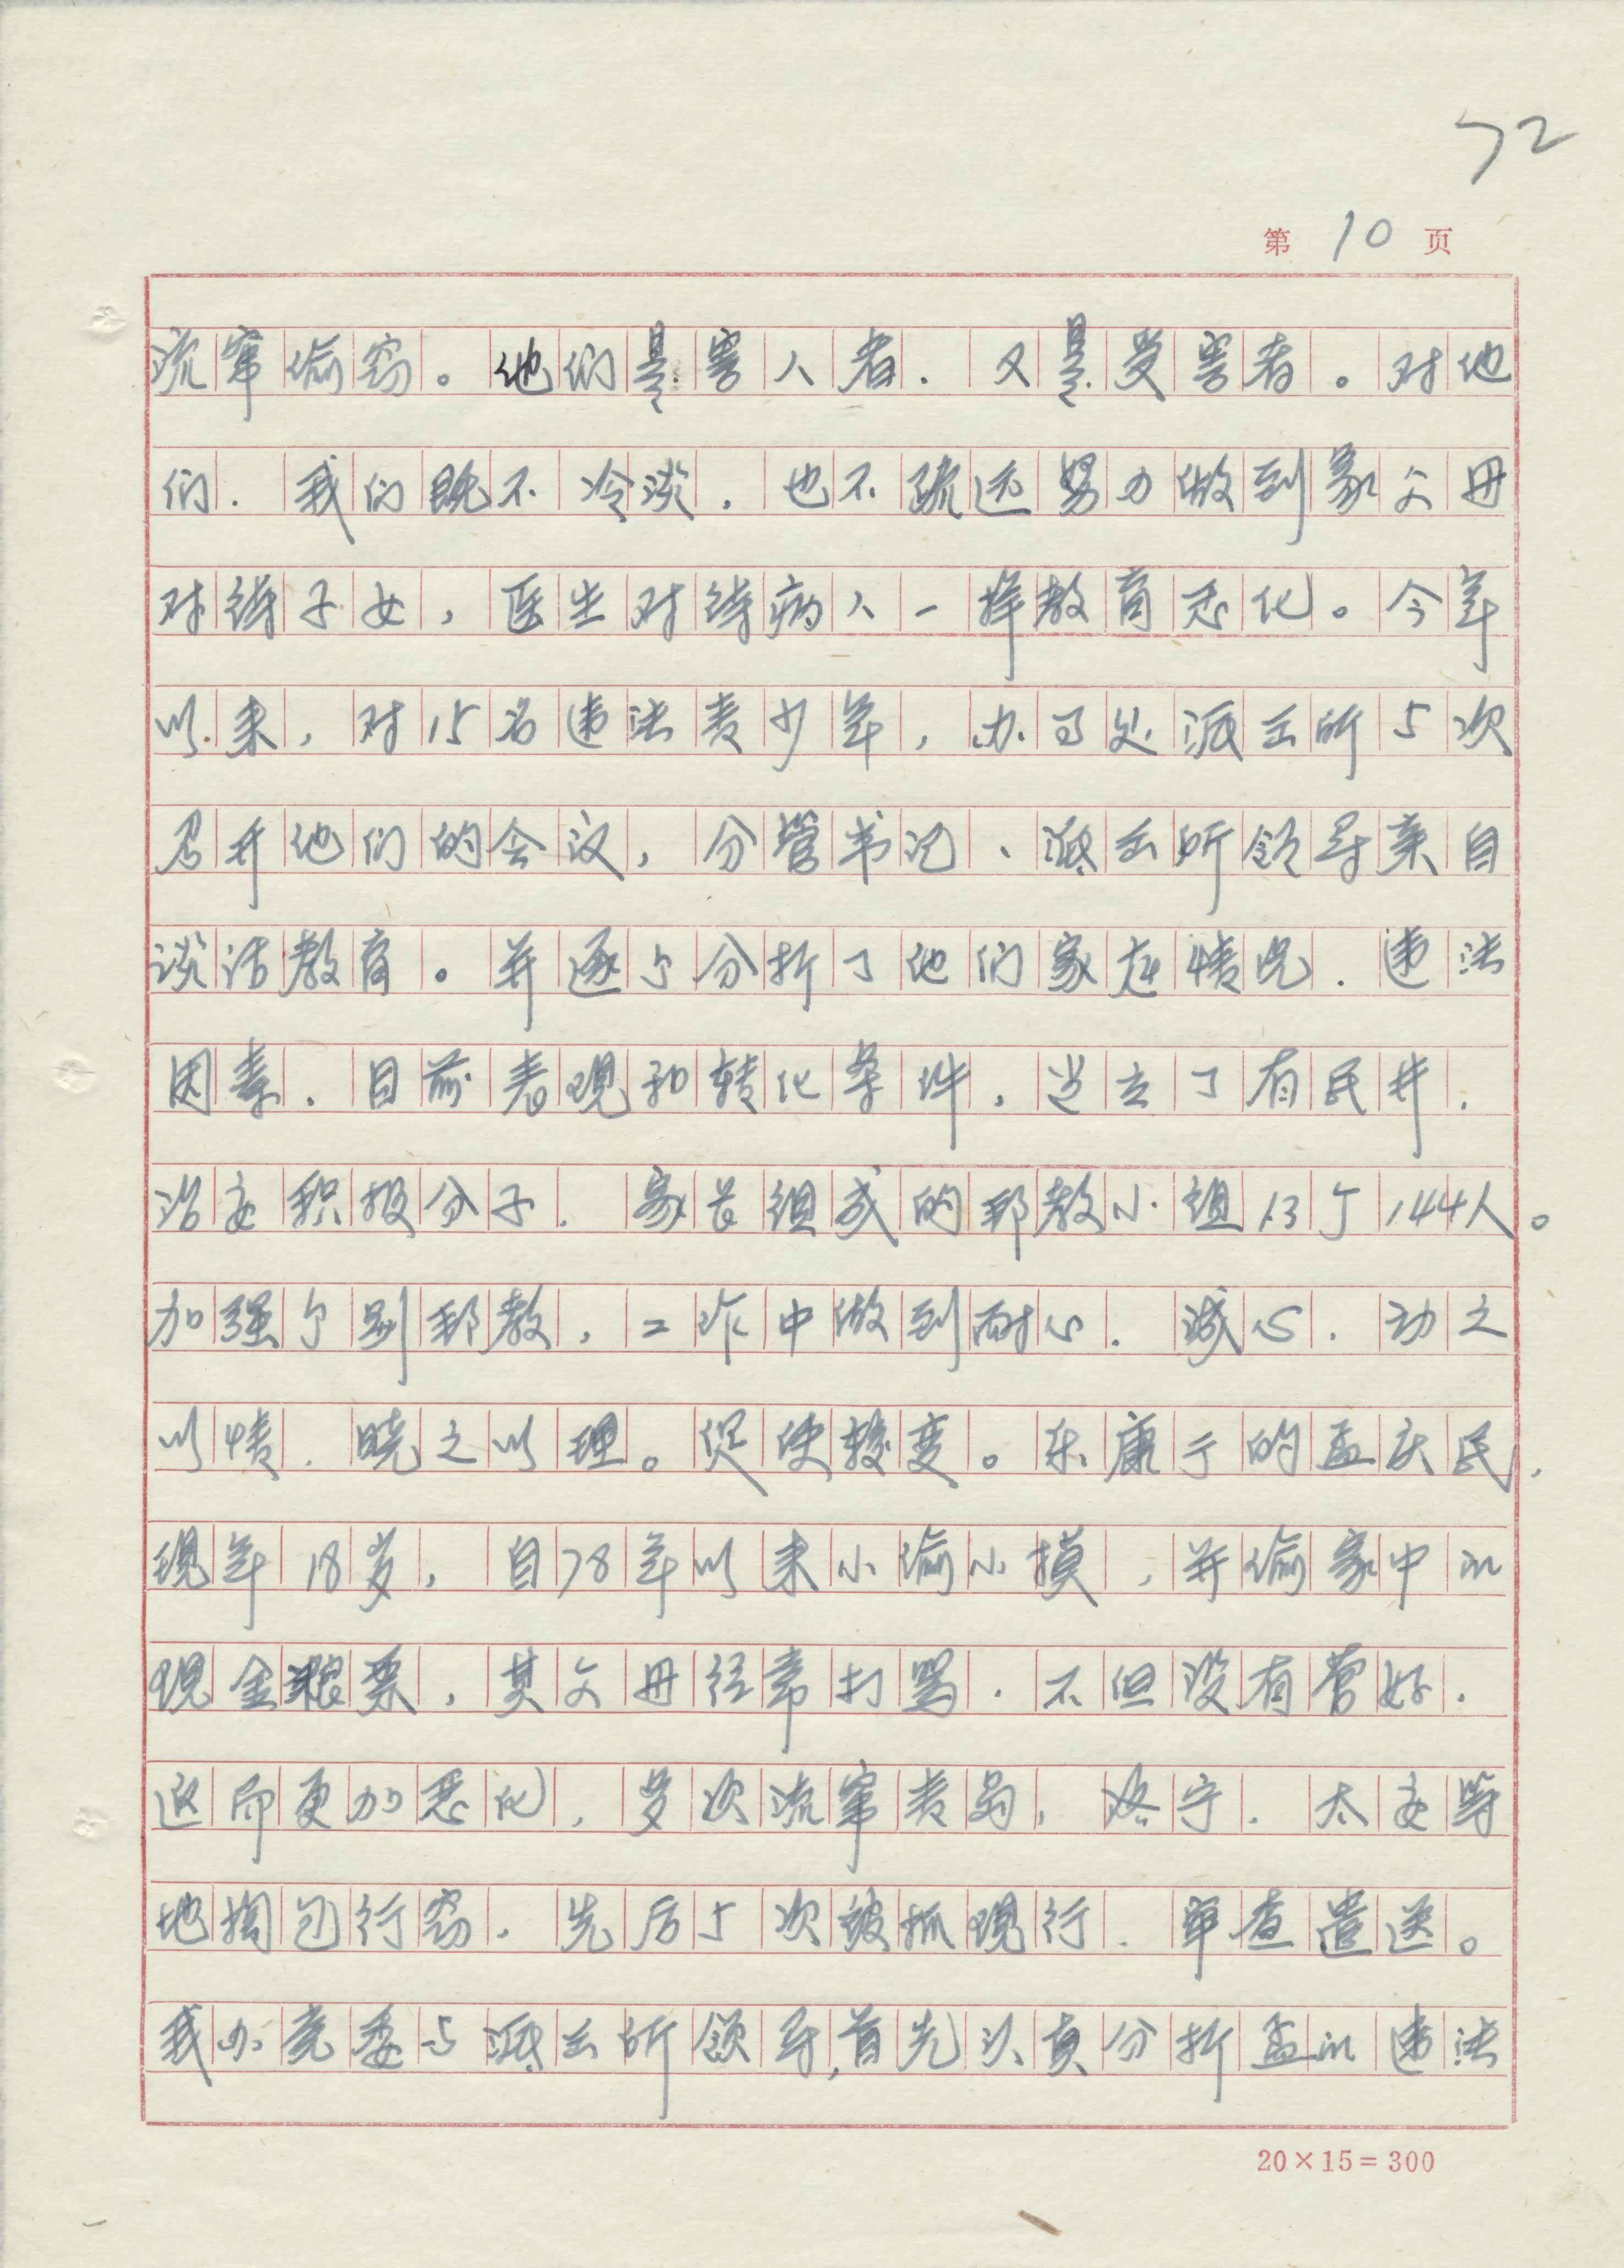 72
第 10 页
流窜偷窃。他们是害人者．又是受害者。对他
们．我们既不冷淡．也不疏远努力做到象父母
对待子女，医生对待病人一样教育感化。今年
以来，对15名违法青少年，办了处派出所5次
召开他们的会议，分管书记、派出所领导亲自
谈话教育。并逐个分析了他们家庭情况．违法
因素．目前表现和转化条件，建立了有民井．
治安积极分子．家长组成的邦教小组13个144人。
加强个别邦教，工作中做到耐心．诚心．动之
以情．晓之以理。促使转变。东康于的孟庆民，
现年18岁，自78年以来小偷小摸，并偷家中的
现金粮票，其父母经常打骂．不但没有管好．
返而更加恶化，多次流窜青岛，济宁．太安等
地掏包行窃．先后5次被抓现行．审查遣送。
我办党委与派出所领导，首先认真分析孟的违法
20×15=300